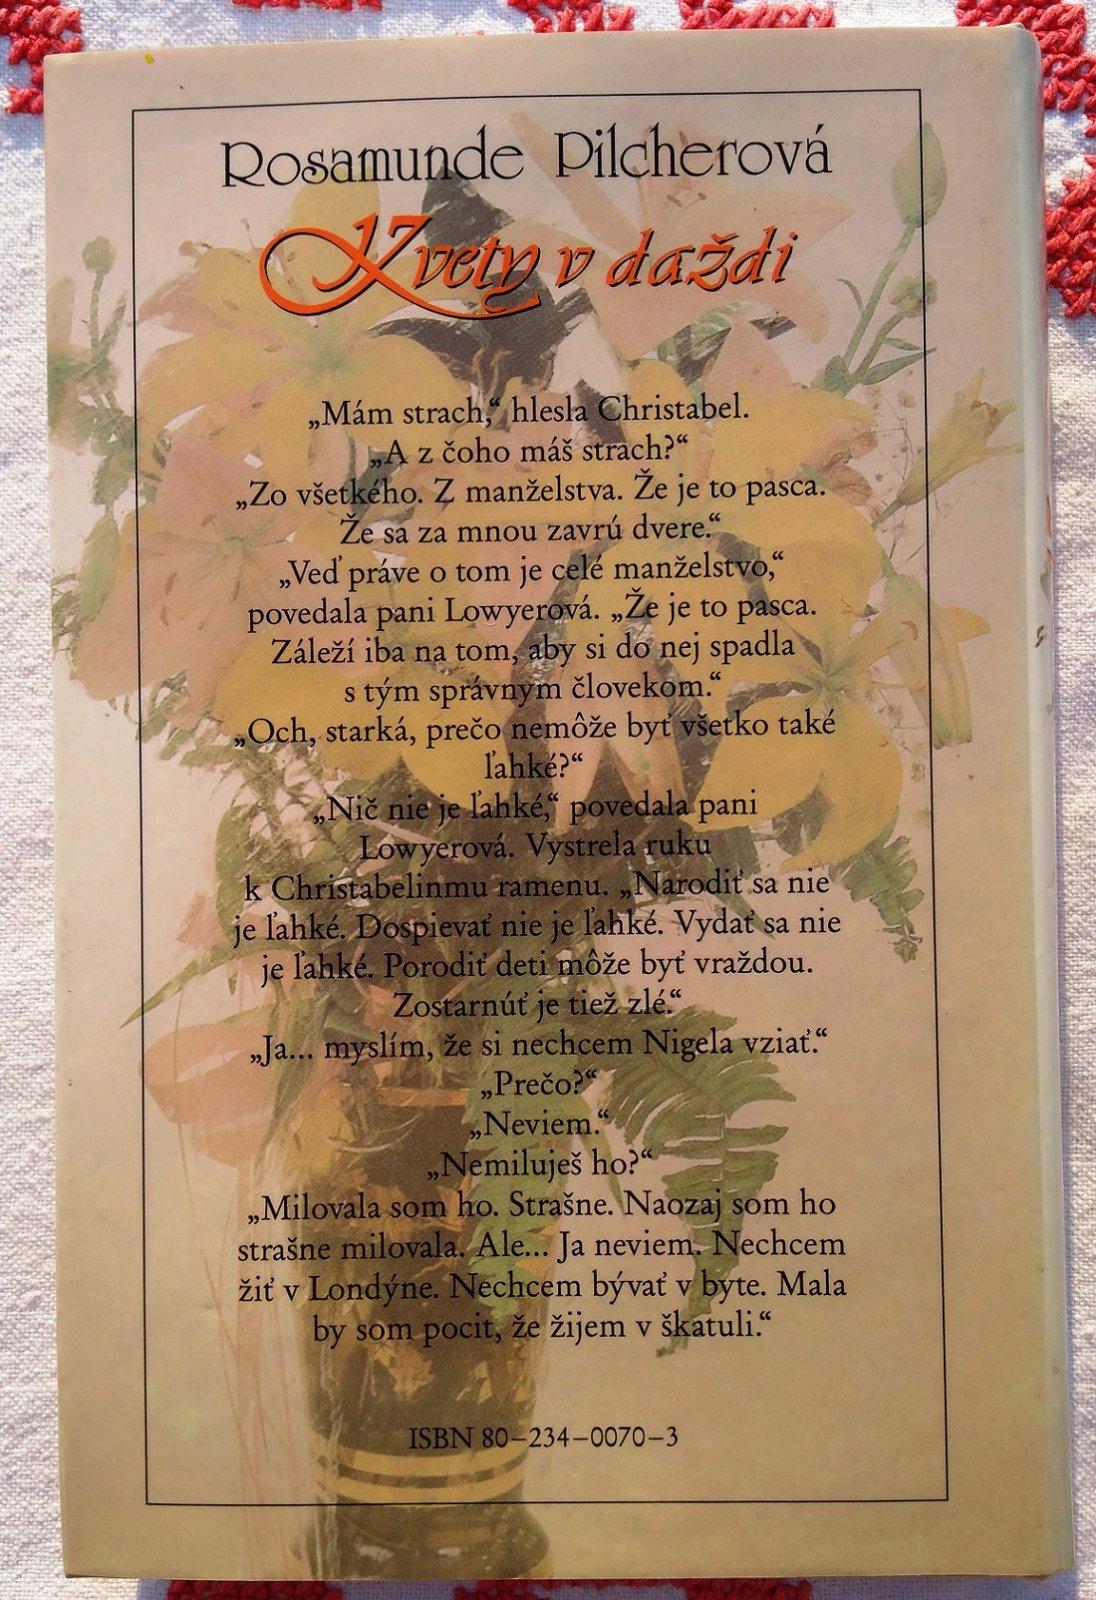 Rosamunde Pilcherová
Kvety v daždi
„Mám strach,“ hlesla Christabel.
„A z čoho máš strach?“
„Zo všetkého. Z manželstva. Že je to pasca.
Že sa za mnou zavrú dvere.“
„Veď práve o tom je celé manželstvo,“
povedala pani Lowyerová. „Že je to pasca.
Záleží iba na tom, aby si do nej spadla
s tým správnym človekom.“
„Och, starká, prečo nemôže byť všetko také
ľahké?“
„Nič nie je ľahké,“ povedala pani
Lowyerová. Vystrela ruku
k Christabelinmu ramenu. „Narodiť sa nie
je ľahké. Dospievať nie je ľahké. Vydať sa nie
je ľahké. Porodiť deti môže byť vraždou.
Zostarnúť je tiež zlé.“
„Ja... myslím, že si nechcem Nigela vziať.“
„Prečo?“
„Neviem.“
„Nemiluješ ho?“
„Milovala som ho. Strašne. Naozaj som ho
strašne milovala. Ale... Ja neviem. Nechcem
žiť v Londýne. Nechcem bývať v byte. Mala
by som pocit, že žijem v škatuli.“
ISBN 80–234–0070–3